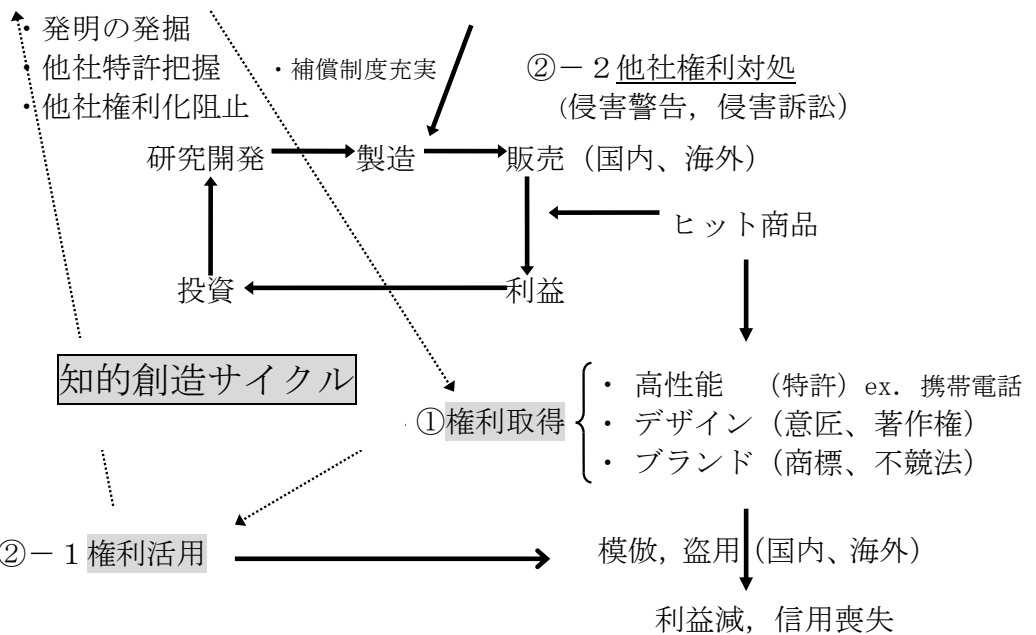 ・発明の発掘
・他社特許把握
・他社権利化阻止
・補償制度充実
②－２他社権利対処
(侵害警告，侵害訴訟)
研究開発
製造
販売（国内、海外）
ヒット商品
投資
利益
知的創造サイクル
①権利取得
・ 高性能 （特許）ex. 携帯電話
・ デザイン（意匠、著作権）
・ ブランド（商標、不競法）
②－１権利活用
模倣，盗用（国内、海外）
利益減，信用喪失